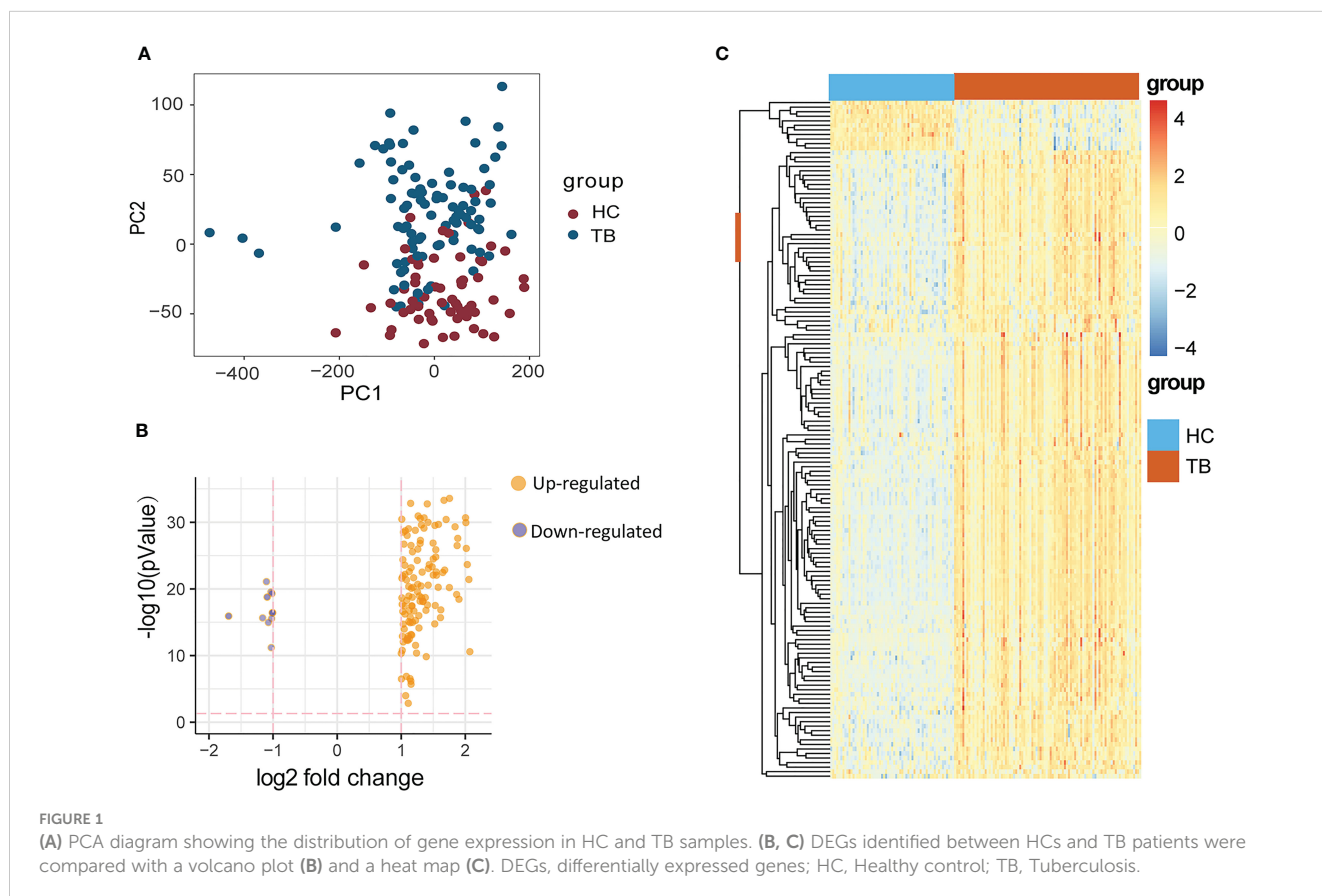 A
100
50
0
−50
PC2
−400
−200
0
200
PC1
group
HC
TB
B
30
20
10
0
-log10(pValue)
−2
−1
0
1
2
log2 fold change
Up-regulated
Down-regulated
C
group
4
2
0
−2
−4
group
HC
TB
FIGURE 1
(A) PCA diagram showing the distribution of gene expression in HC and TB samples. (B, C) DEGs identified between HCs and TB patients were
compared with a volcano plot (B) and a heat map (C). DEGs, differentially expressed genes; HC, Healthy control; TB, Tuberculosis.